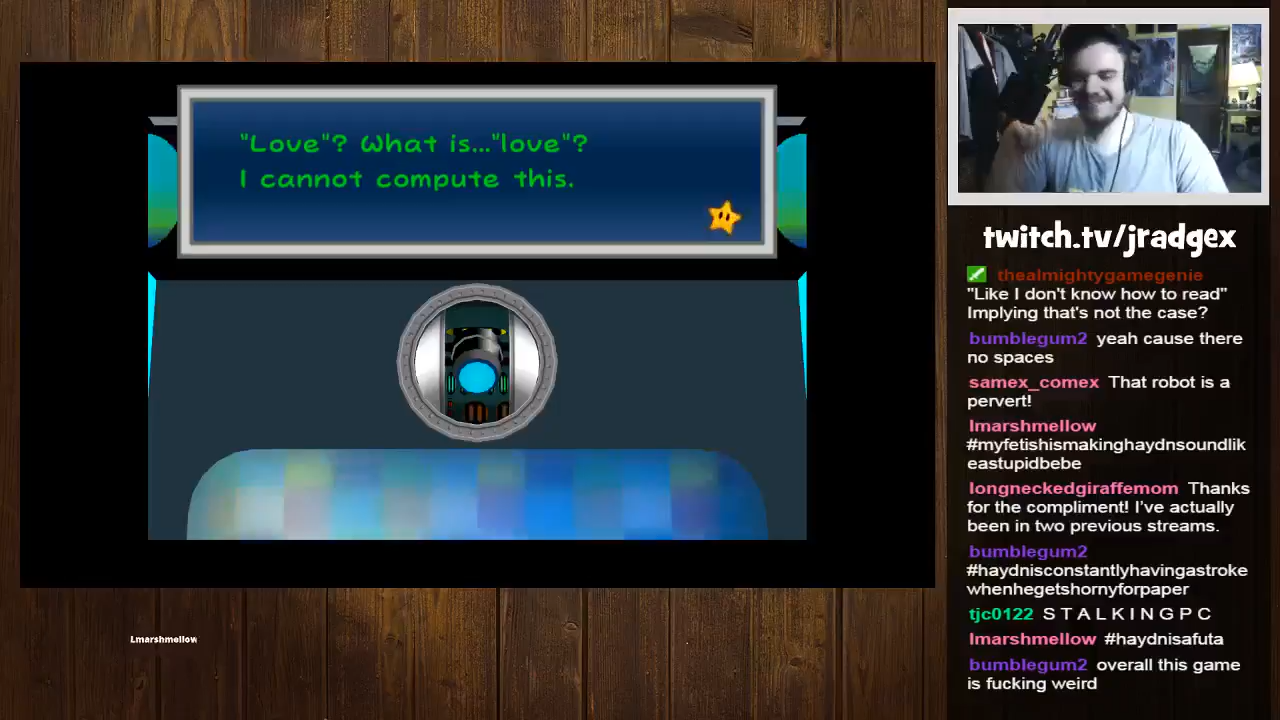 "Love"? What is..."love"?
I cannot compute this.
twitch.tv/jradgex
thealmightygamegenie
"Like I don't know how to read"
Implying that's not the case?
bumblegum2 yeah cause there
no spaces
samex_comex That robot is a
pervert!
lmarshmellow
#myfetishismakinghaydnsoundlik
eastupidbebe
longneckedgiraffemom Thanks
for the compliment! I've actually
been in two previous streams.
bumblegum2
#haydnisconstantlyhavingastroke
whenhegetshornyforpaper
tjc0122 S T A L K I N G P C
lmarshmellow #haydnisafuta
bumblegum2 overall this game
is fucking weird
Lmarshmellow